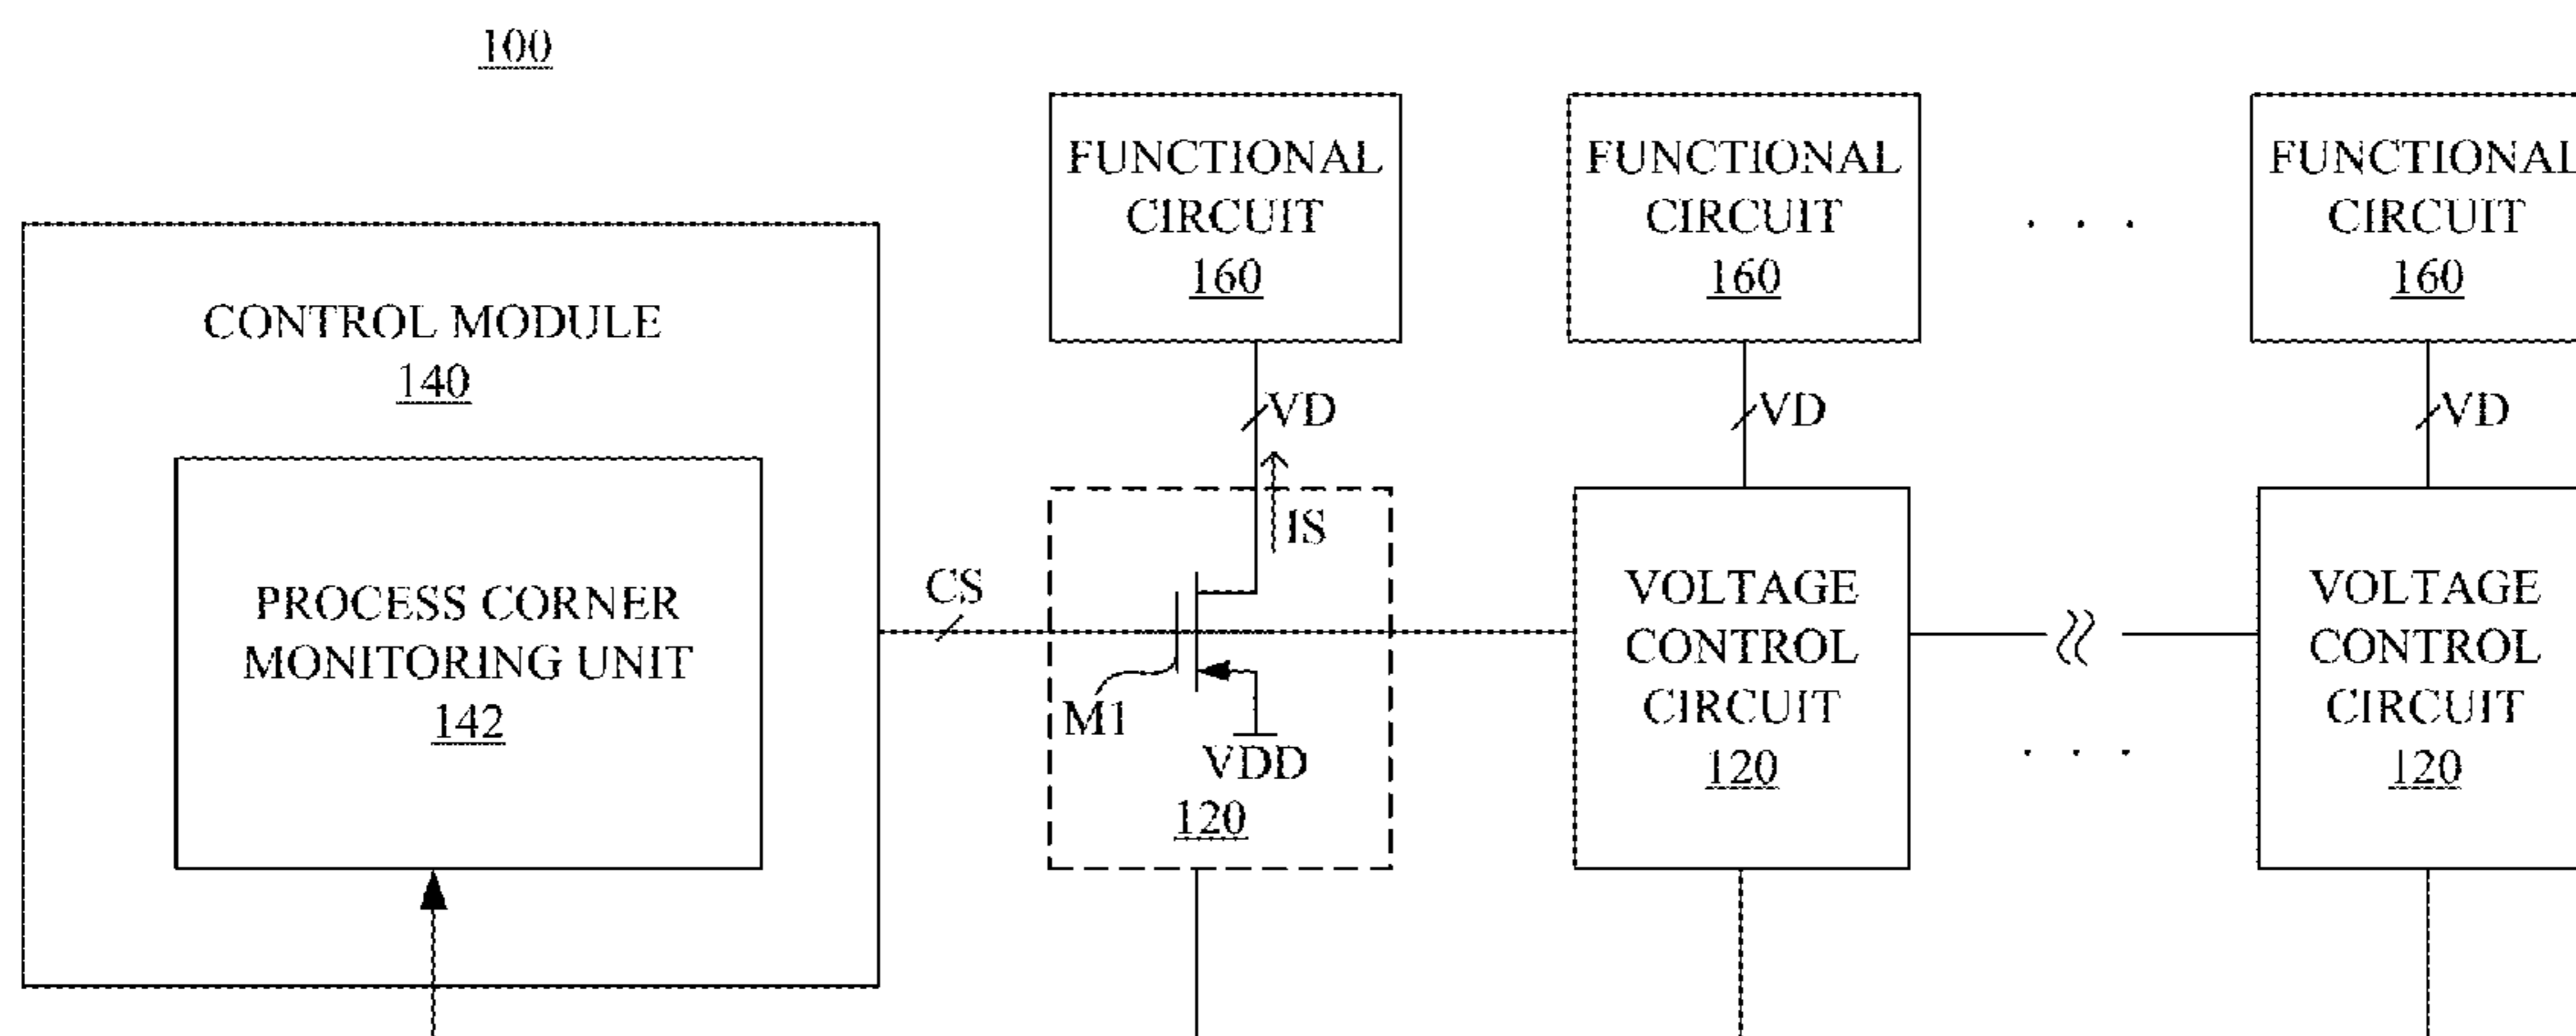 100
FUNCTIONAL
CIRCUIT
160
FUNCTIONAL
CIRCUIT
160
. . .
FUNCTIONAL
CIRCUIT
160
CONTROL MODULE
140
VD
VD
VD
PROCESS CORNER
MONITORING UNIT
142
CS
IS
M1
VDD
120
VOLTAGE
CONTROL
CIRCUIT
120
. . .
VOLTAGE
CONTROL
CIRCUIT
120